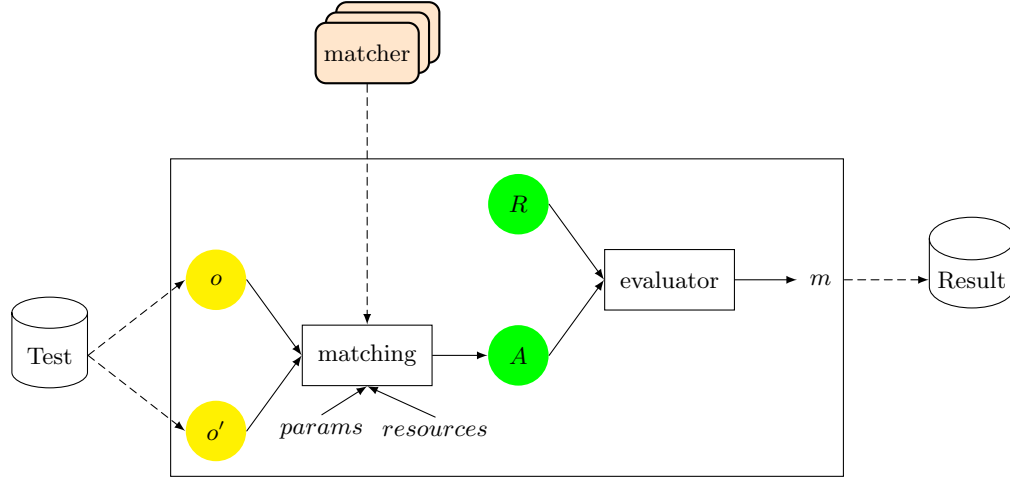 matcher
R
o
evaluator
m
Result
Test
matching
A
o′
params
resources